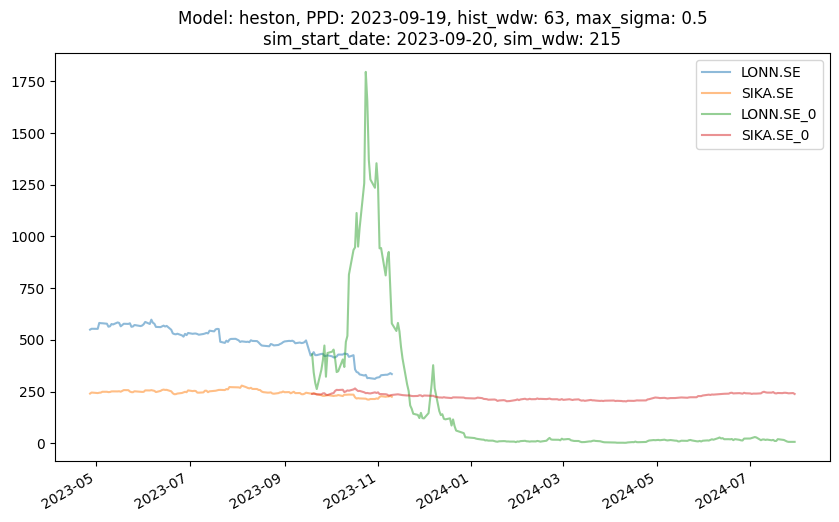 Model: heston, PPD: 2023-09-19, hist_wdw: 63, max_sigma: 0.5
sim_start_date: 2023-09-20, sim_wdw: 215
LONN.SE
SIKA.SE
LONN.SE_0
SIKA.SE_0
1750
1500
1250
1000
750
500
250
0
2023-05
2023-07
2023-09
2023-11
2024-01
2024-03
2024-05
2024-07